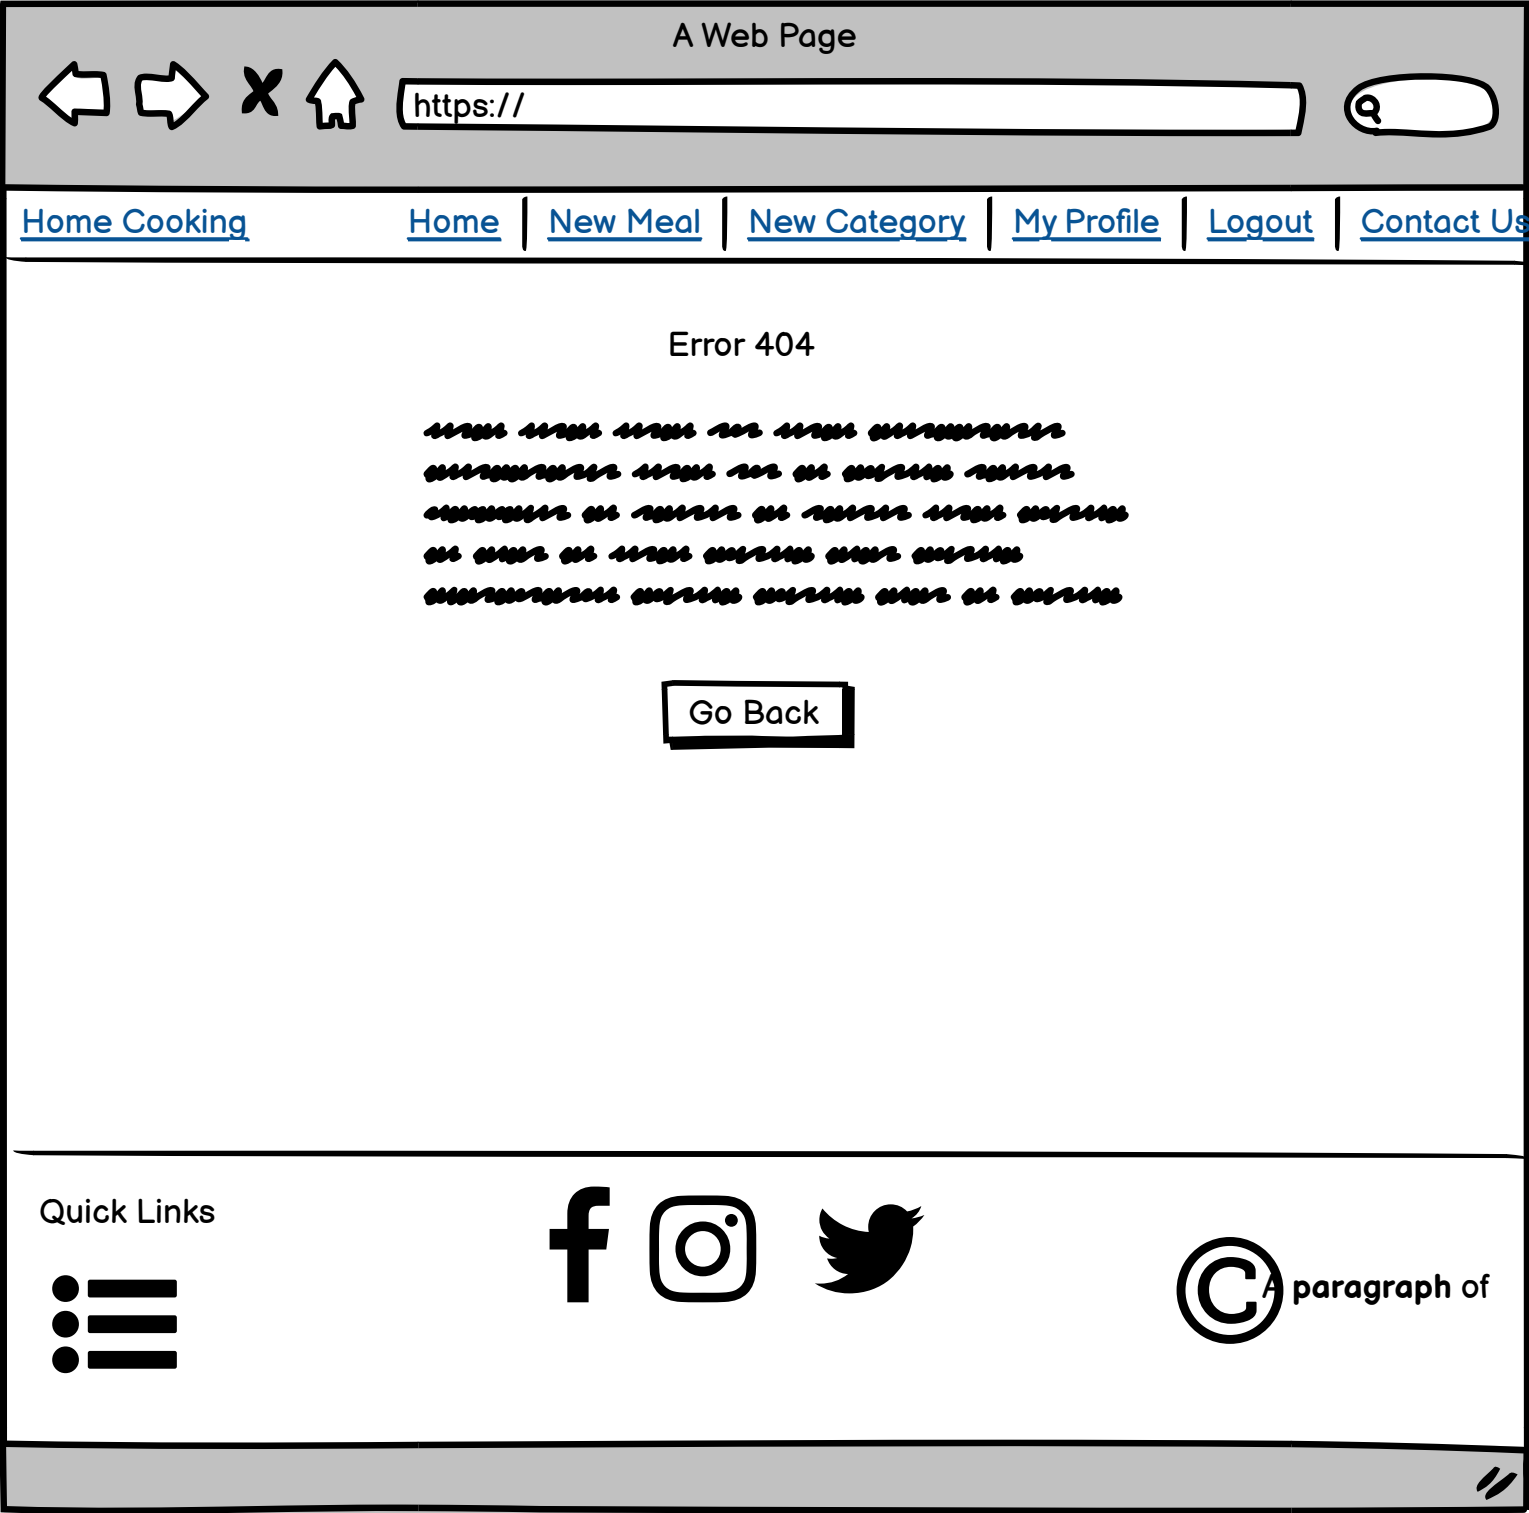 A Web Page
https://
Home Cooking Home New Meal New Category My Profile Logout Contact Us
Error 404
Go Back
Quick Links
© A paragraph of